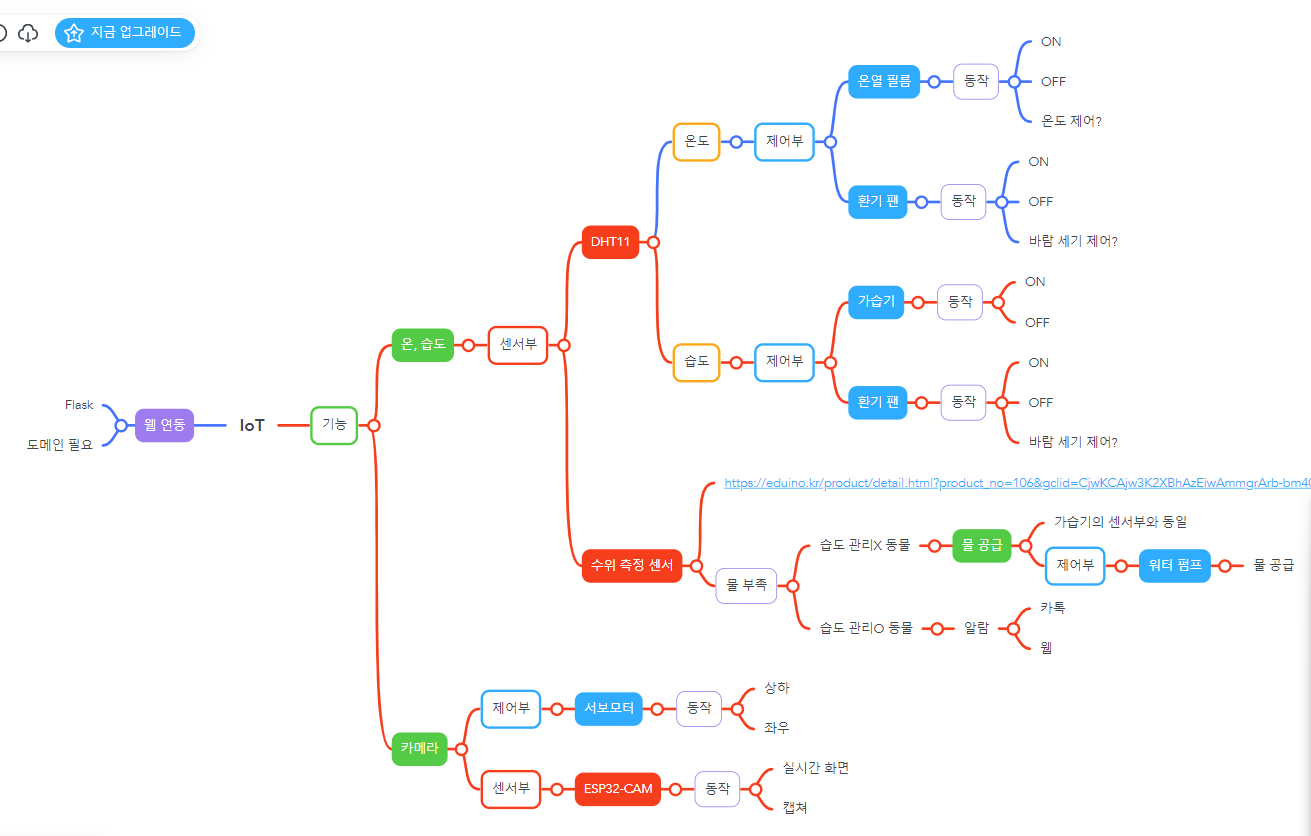 지금 업그레이드
IoT
웹 연동
Flask
도메인 필요
기능
온, 습도
센서부
DHT11
온도
제어부
온열 필름
동작
ON
OFF
온도 제어?
환기 팬
동작
ON
OFF
바람 세기 제어?
습도
제어부
가습기
동작
ON
OFF
환기 팬
동작
ON
OFF
바람 세기 제어?
수위 측정 센서
https://eduino.kr/product/detail.html?product_no=106&gclid=CjwKCAjw3K2XBhAzEiwAmmgrArb-bm40
물 부족
습도 관리X 동물
물 공급
가습기의 센서부와 동일
제어부
워터 펌프
물 공급
습도 관리O 동물
알람
카톡
웹
카메라
제어부
서보모터
동작
상하
좌우
센서부
ESP32-CAM
동작
실시간 화면
캡쳐